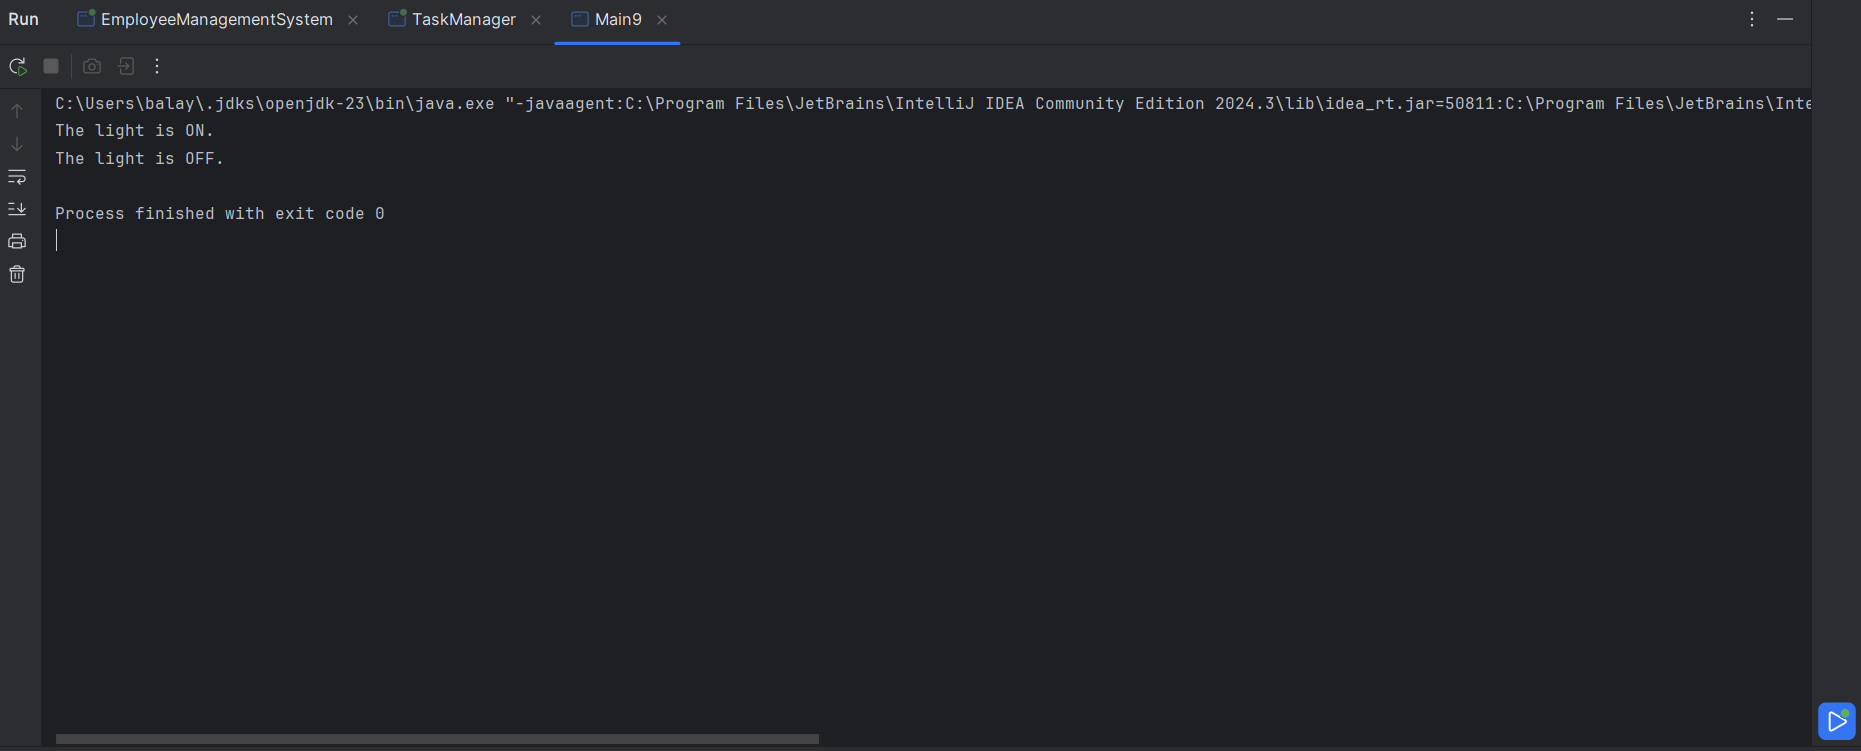 Run EmployeeManagementSystem TaskManager Main9
C:\Users\balay\.jdks\openjdk-23\bin\java.exe "-javaagent:C:\Program Files\JetBrains\IntelliJ IDEA Community Edition 2024.3\lib\idea_rt.jar=50811:C:\Program Files\JetBrains\Inte
The light is ON.
The light is OFF.
Process finished with exit code 0